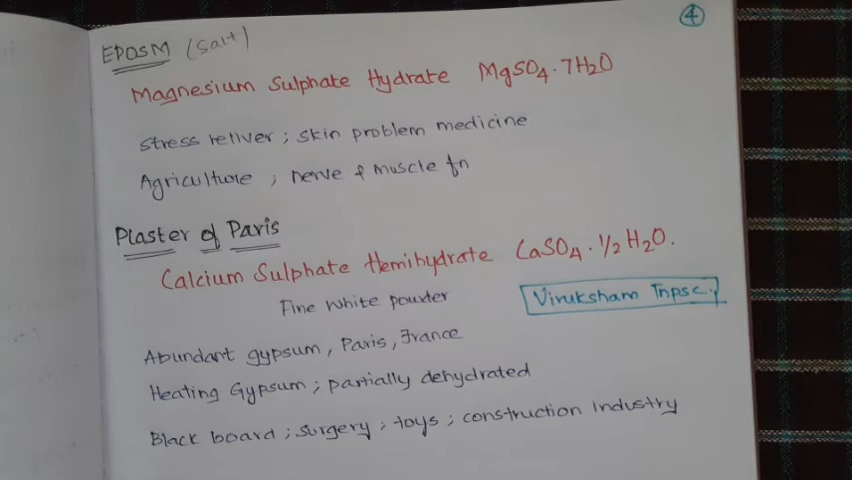 4
EPOSM (Salt)
Magnesium Sulphate Hydrate MgSO4 . 7H2O
Stress reliver ; skin problem medicine
Agriculture ; nerve & muscle fn
Plaster of Paris
Calcium Sulphate Hemihydrate CaSO4 . 1/2 H2O.
Fine white powder
Viruksham Tnpsc.
Abundant gypsum, Paris, France
Heating Gypsum ; partially dehydrated
Black board ; surgery ; toys ; construction industry